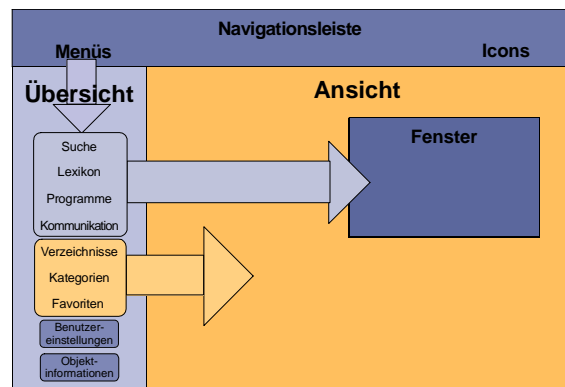 Navigationsleiste
Menüs
Icons
Übersicht
Ansicht
Fenster
Suche
Lexikon
Programme
Kommunikation
Verzeichnisse
Kategorien
Favoriten
Benutzer-
einstellungen
Objekt-
informationen